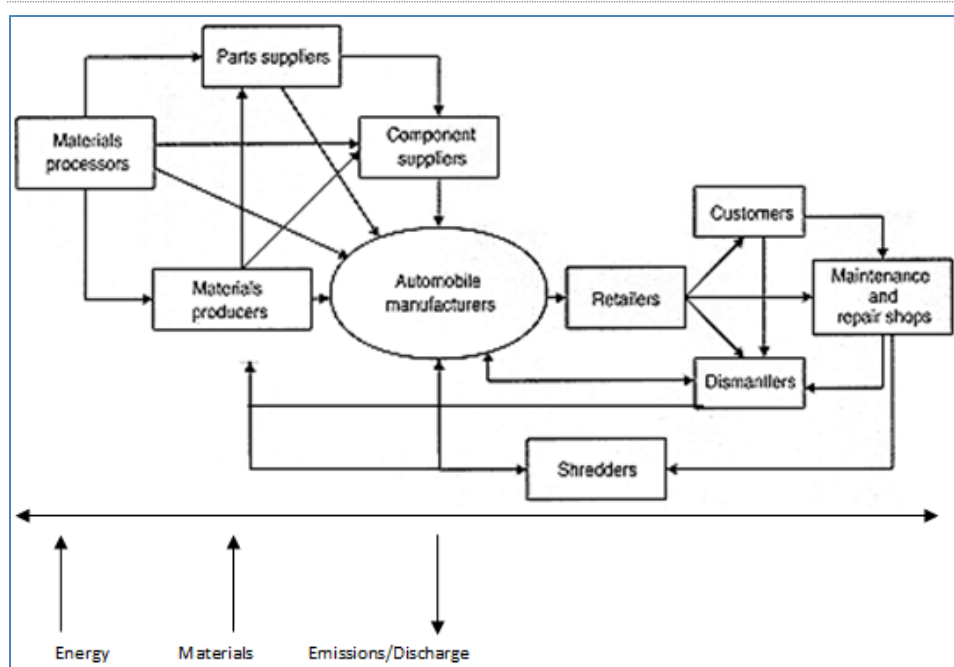 Parts suppliers
Materials
processors
Component
suppliers
Customers
Materials
producers
Automobile
manufacturers
Retailers
Maintenance
and
repair shops
Dismantlers
Shredders
Energy
Materials
Emissions/Discharge